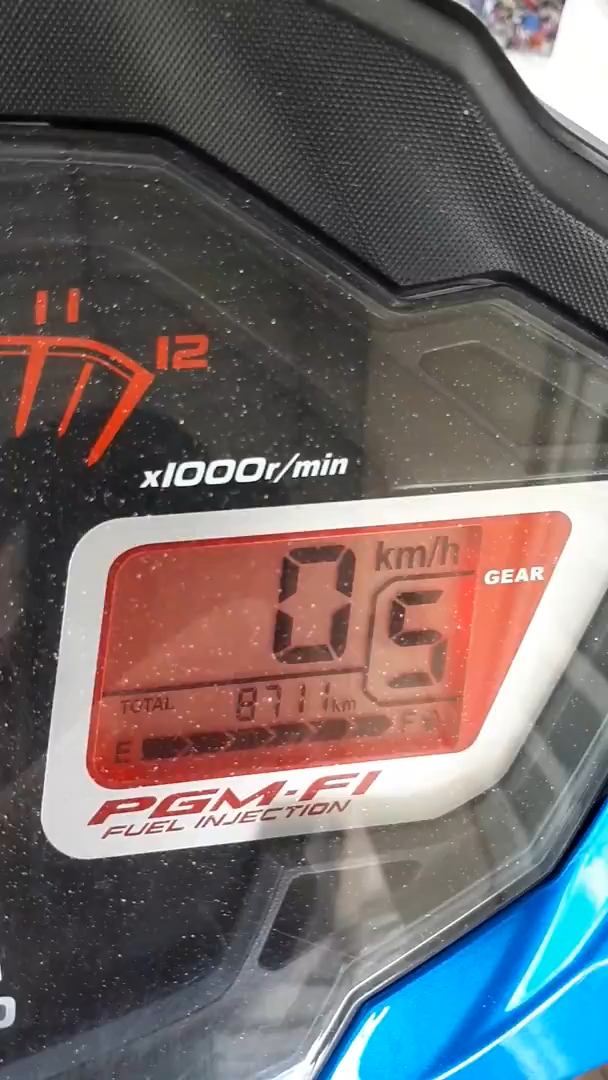 11
12
x1000r/min
0 km/h
GEAR
5
TOTAL 8711 km
E F
PGM-FI
FUEL INJECTION